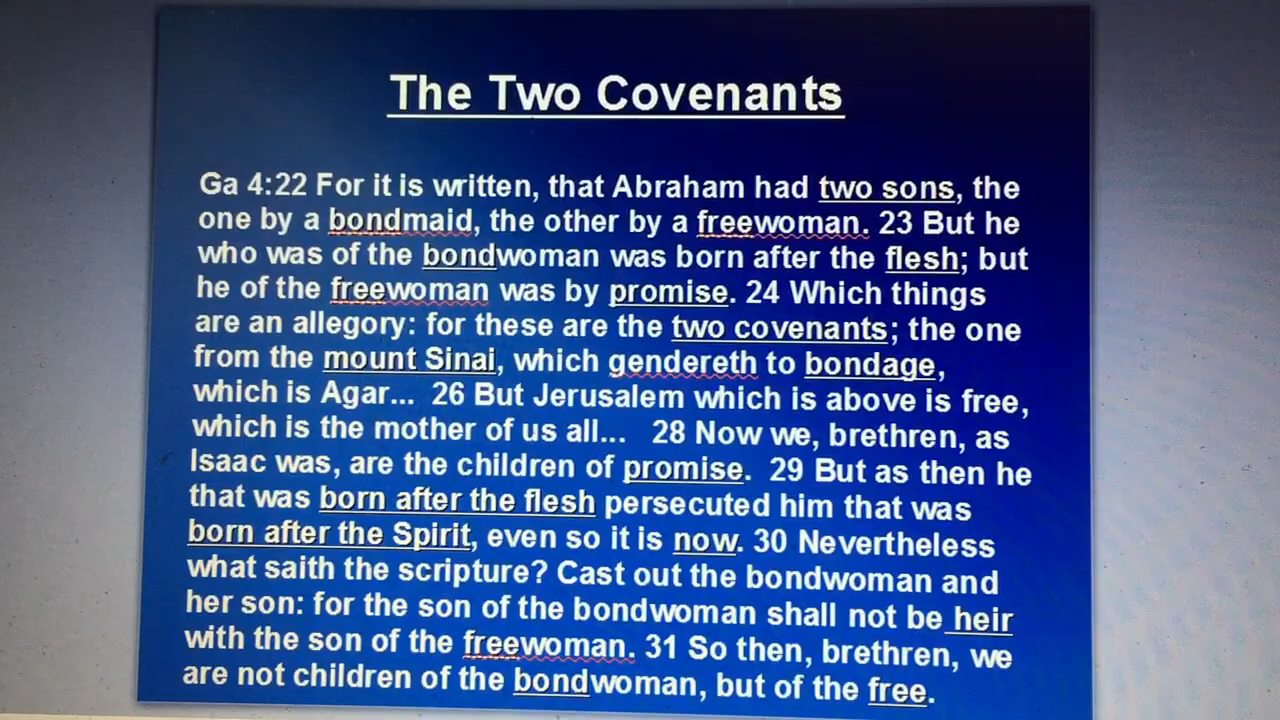 The Two Covenants
Ga 4:22 For it is written, that Abraham had two sons, the
one by a bondmaid, the other by a freewoman. 23 But he
who was of the bondwoman was born after the flesh; but
he of the freewoman was by promise. 24 Which things
are an allegory: for these are the two covenants; the one
from the mount Sinai, which gendereth to bondage,
which is Agar... 26 But Jerusalem which is above is free,
which is the mother of us all... 28 Now we, brethren, as
Isaac was, are the children of promise. 29 But as then he
that was born after the flesh persecuted him that was
born after the Spirit, even so it is now. 30 Nevertheless
what saith the scripture? Cast out the bondwoman and
her son: for the son of the bondwoman shall not be heir
with the son of the freewoman. 31 So then, brethren, we
are not children of the bondwoman, but of the free.